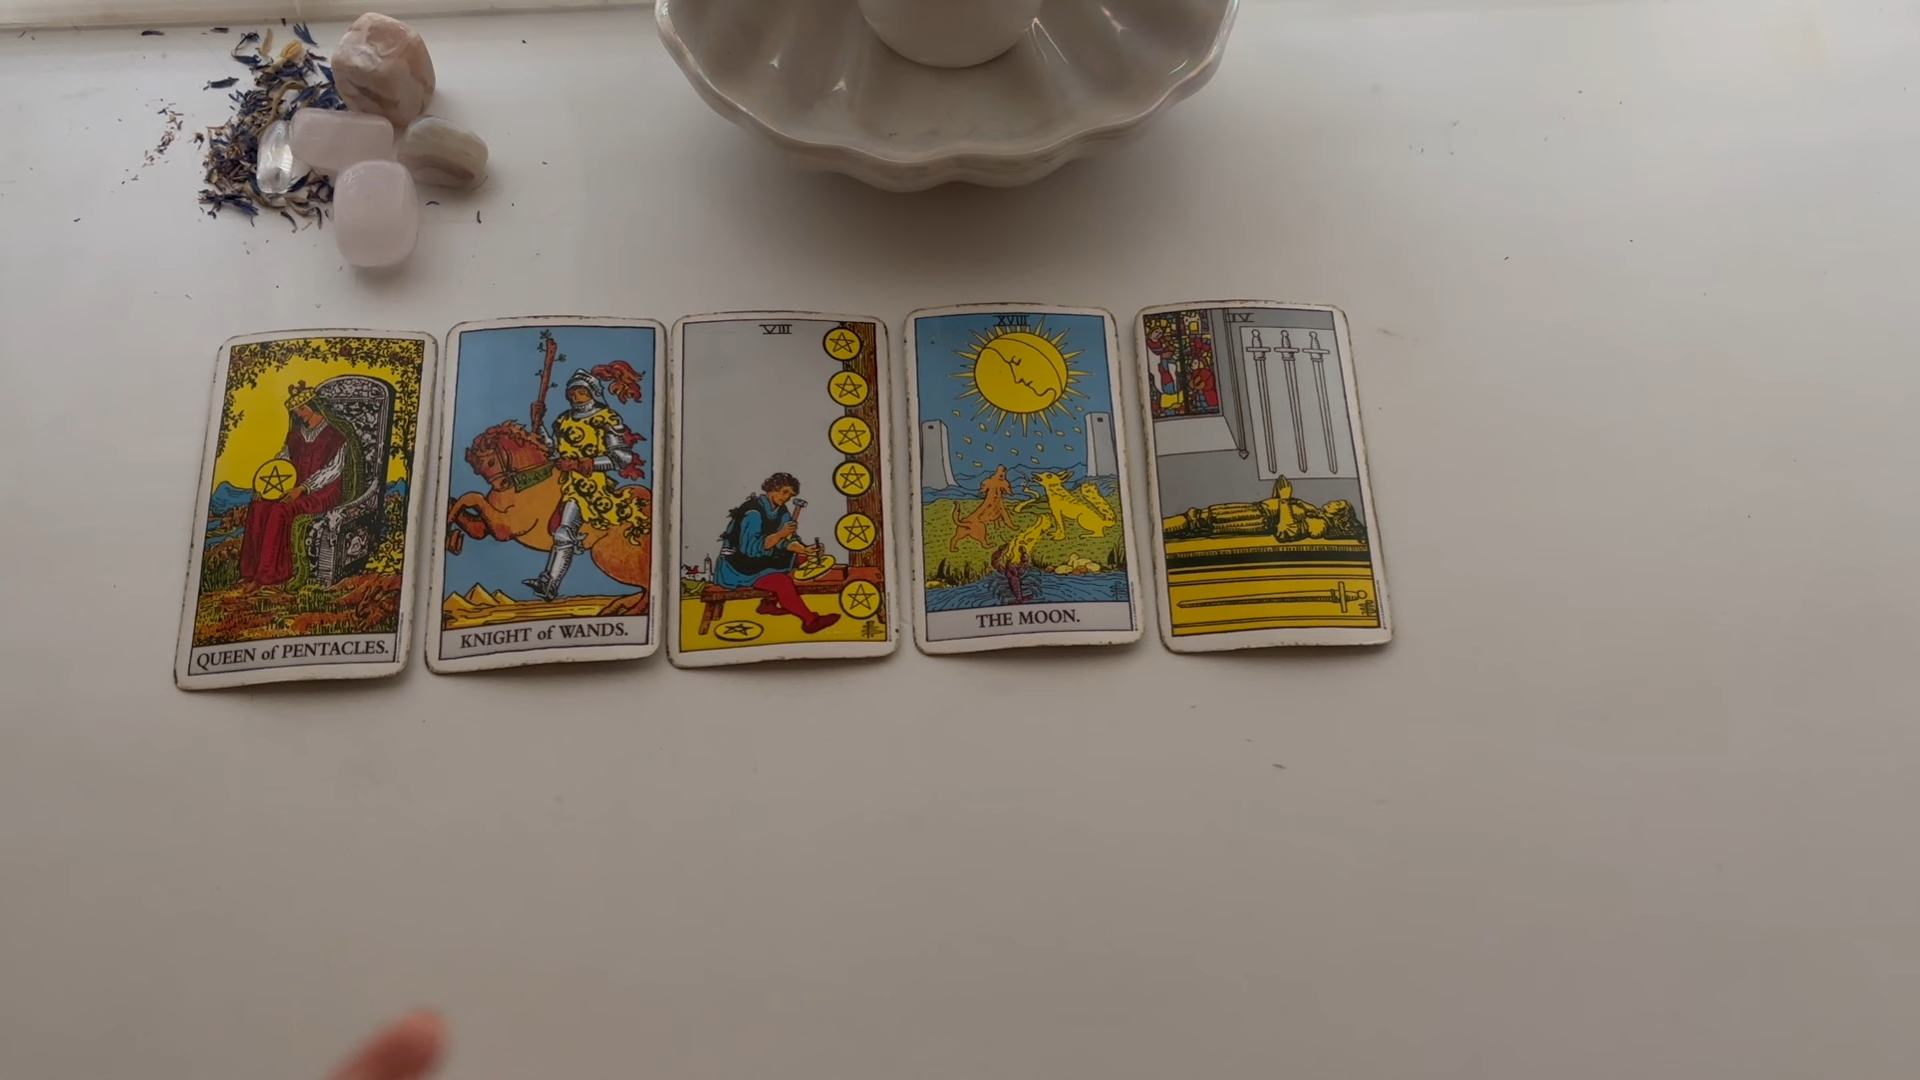 QUEEN of PENTACLES.
KNIGHT of WANDS.
VIII
XVIII
THE MOON.
IV